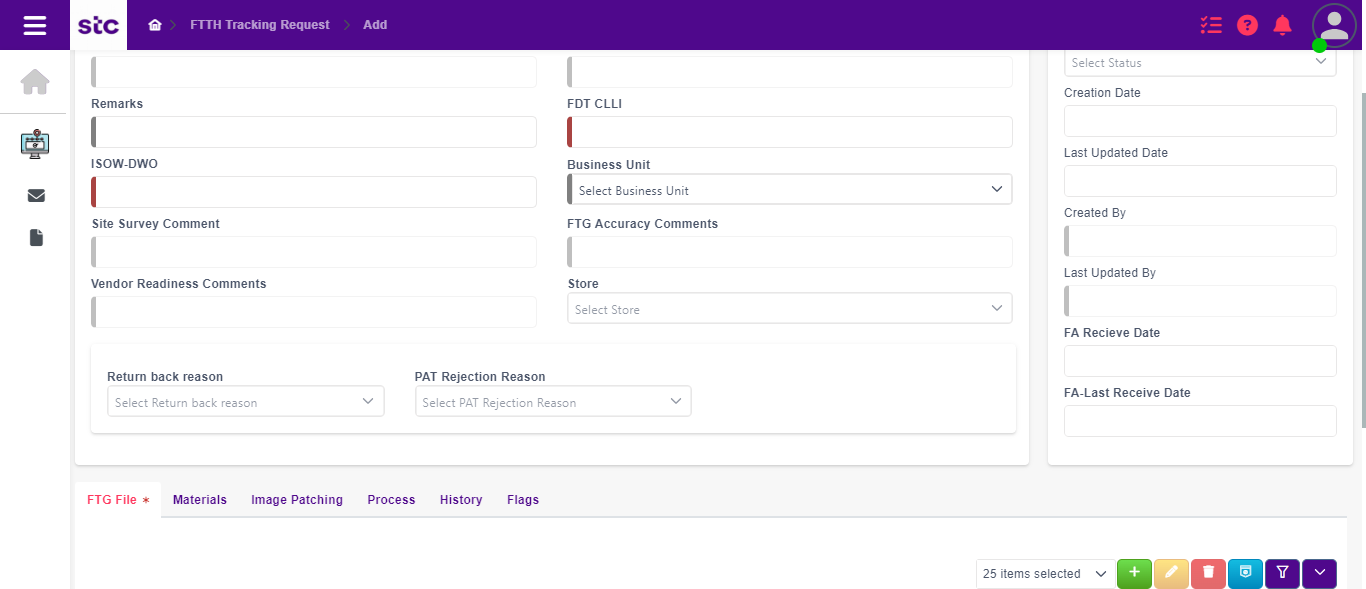 stc
FTTH Tracking Request
Add
Remarks
FDT CLLI
ISOW-DWO
Business Unit
Select Business Unit
Site Survey Comment
FTG Accuracy Comments
Vendor Readiness Comments
Store
Select Store
Return back reason
Select Return back reason
PAT Rejection Reason
Select PAT Rejection Reason
Select Status
Creation Date
Last Updated Date
Created By
Last Updated By
FA Recieve Date
FA-Last Receive Date
FTG File * Materials Image Patching Process History Flags
25 items selected